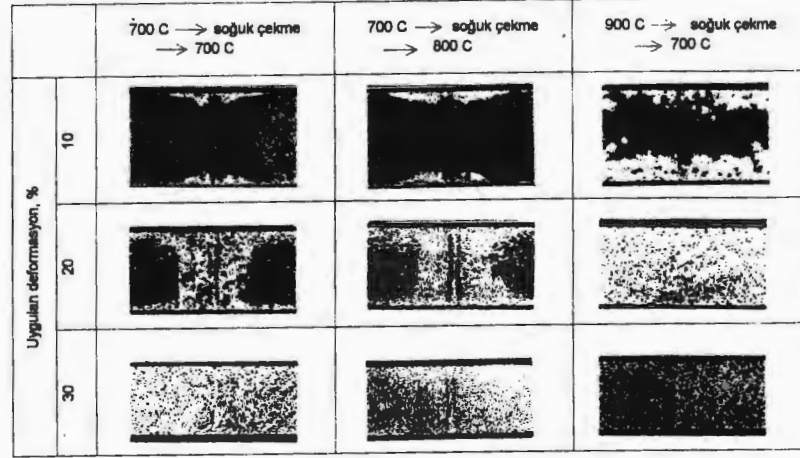 700 C → soğuk çekme
→ 700 C
700 C → soğuk çekme
→ 800 C
900 C → soğuk çekme
→ 700 C
Uygulan deformasyon, %
10
20
30